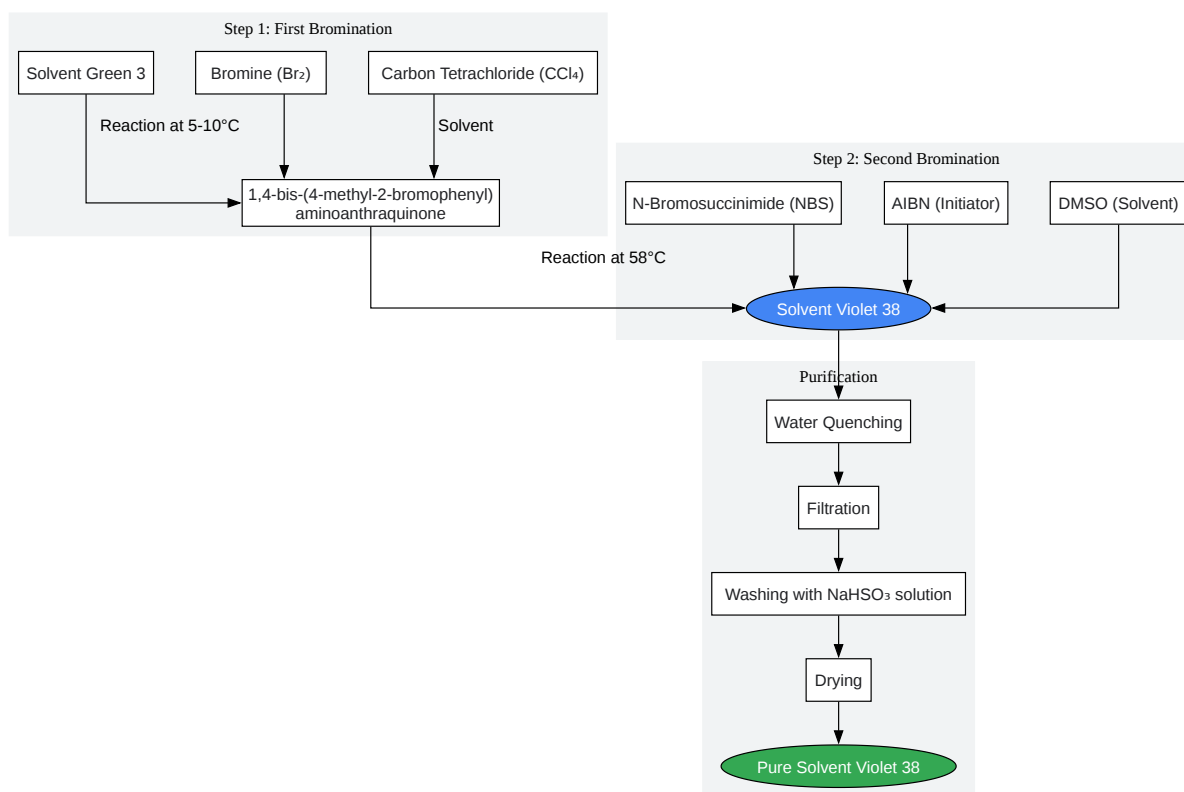 Step 1: First Bromination
Solvent Green 3
Bromine (Br₂)
Carbon Tetrachloride (CCl₄)
Reaction at 5-10°C
Solvent
1,4-bis-(4-methyl-2-bromophenyl)
aminoanthraquinone
Step 2: Second Bromination
N-Bromosuccinimide (NBS)
AIBN (Initiator)
DMSO (Solvent)
Reaction at 58°C
Solvent Violet 38
Purification
Water Quenching
Filtration
Washing with NaHSO₃ solution
Drying
Pure Solvent Violet 38